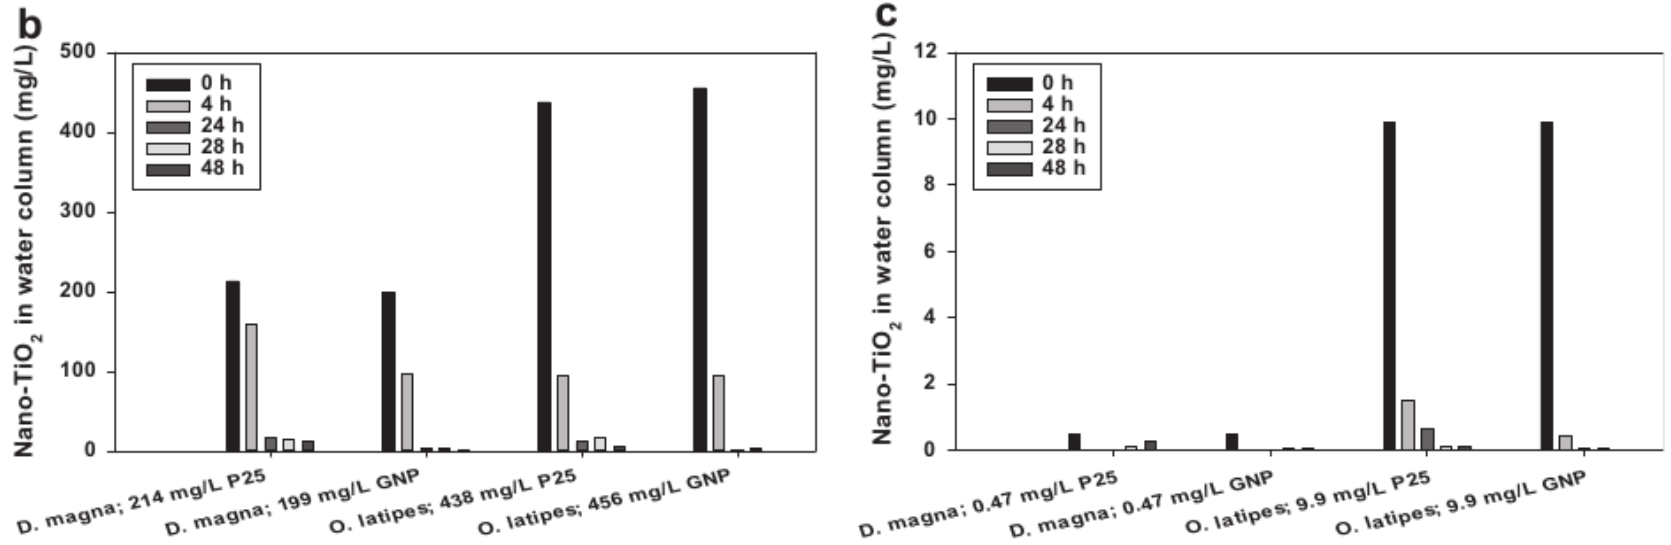 b
Nano-TiO2 in water column (mg/L)
500
400
300
200
100
0
0 h
4 h
24 h
28 h
48 h
D. magna; 214 mg/L P25
D. magna; 199 mg/L GNP
O. latipes; 438 mg/L P25
O. latipes; 456 mg/L GNP
c
Nano-TiO2 in water column (mg/L)
12
10
8
6
4
2
0
0 h
4 h
24 h
28 h
48 h
D. magna; 0.47 mg/L P25
D. magna; 0.47 mg/L GNP
O. latipes; 9.9 mg/L P25
O. latipes; 9.9 mg/L GNP